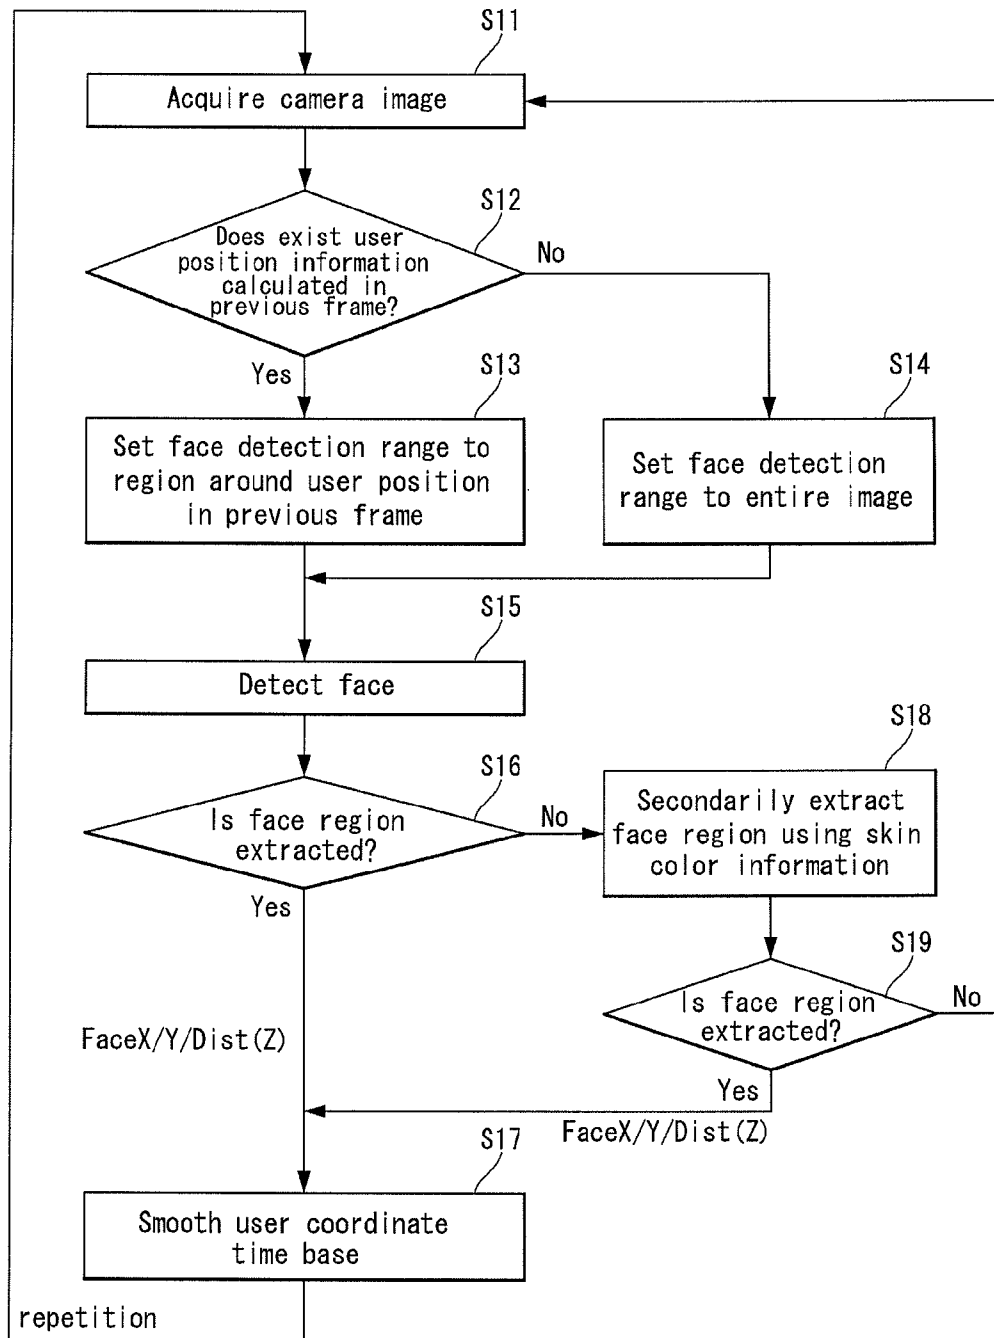 S11
Acquire camera image
S12
Does exist user
position information
calculated in
previous frame?
No
Yes
S13
S14
Set face detection range to
region around user position
in previous frame
Set face detection
range to entire image
S15
Detect face
S16
S18
Is face region
extracted?
No
Secondarily extract
face region using skin
color information
Yes
S19
Is face region
extracted?
No
FaceX/Y/Dist(Z)
Yes
FaceX/Y/Dist(Z)
S17
Smooth user coordinate
time base
repetition